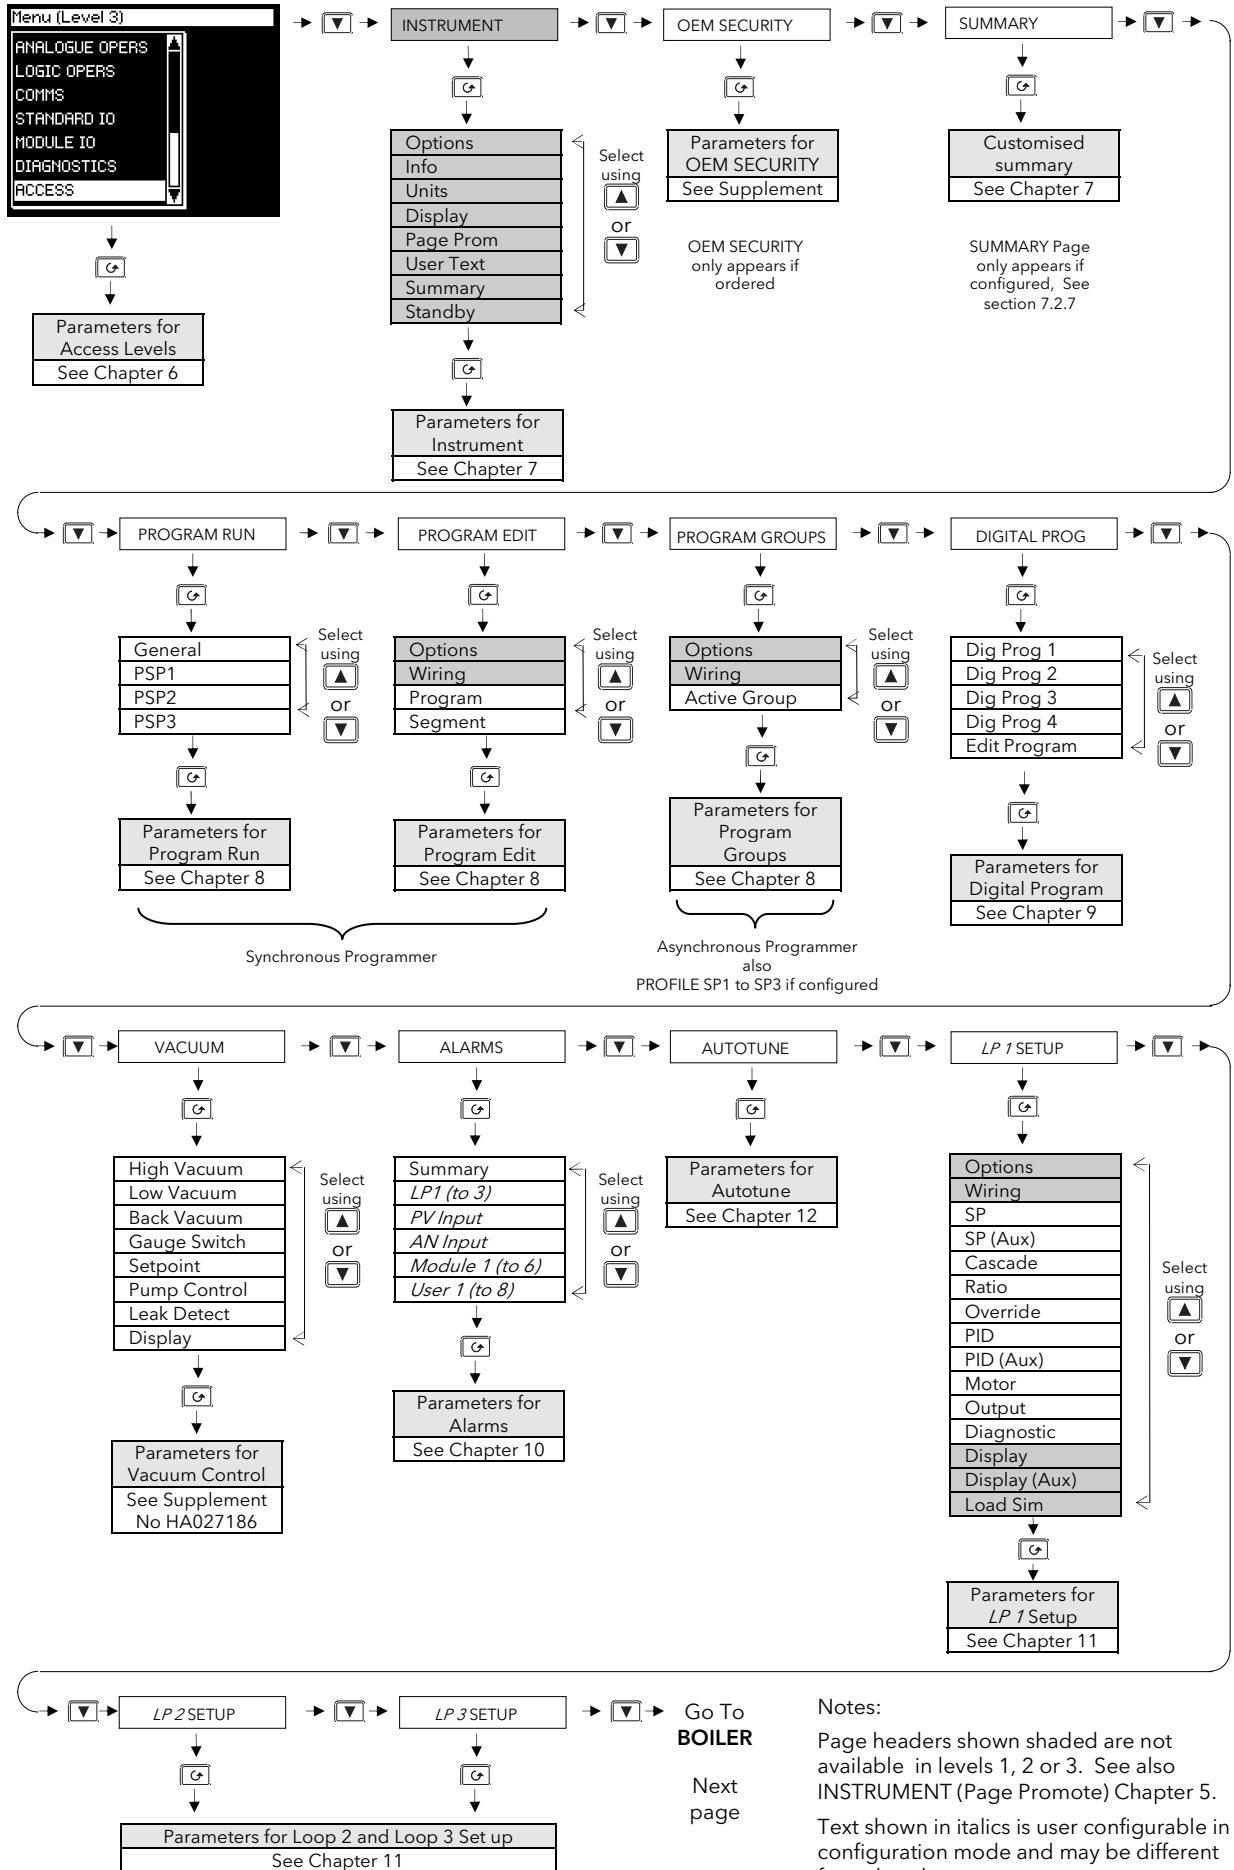 Menu (Level 3)
ANALOGUE OPERS
LOGIC OPERS
COMMS
STANDARD IO
MODULE IO
DIAGNOSTICS
ACCESS
Parameters for
Access Levels
See Chapter 6
INSTRUMENT
Options
Info
Units
Display
Page Prom
User Text
Summary
Standby
Select
using
or
Parameters for
Instrument
See Chapter 7
OEM SECURITY
Parameters for
OEM SECURITY
See Supplement
OEM SECURITY
only appears if
ordered
SUMMARY
Customised
summary
See Chapter 7
SUMMARY Page
only appears if
configured, See
section 7.2.7
PROGRAM RUN
General
PSP1
PSP2
PSP3
Select
using
or
Parameters for
Program Run
See Chapter 8
PROGRAM EDIT
Options
Wiring
Program
Segment
Select
using
or
Parameters for
Program Edit
See Chapter 8
Synchronous Programmer
PROGRAM GROUPS
Options
Wiring
Active Group
Select
using
or
Parameters for
Program
Groups
See Chapter 8
Asynchronous Programmer
also
PROFILE SP1 to SP3 if configured
DIGITAL PROG
Dig Prog 1
Dig Prog 2
Dig Prog 3
Dig Prog 4
Edit Program
Select
using
or
Parameters for
Digital Program
See Chapter 9
VACUUM
High Vacuum
Low Vacuum
Back Vacuum
Gauge Switch
Setpoint
Pump Control
Leak Detect
Display
Select
using
or
Parameters for
Vacuum Control
See Supplement
No HA027186
ALARMS
Summary
LP1 (to 3)
PV Input
AN Input
Module 1 (to 6)
User 1 (to 8)
Select
using
or
Parameters for
Alarms
See Chapter 10
AUTOTUNE
Parameters for
Autotune
See Chapter 12
LP 1 SETUP
Options
Wiring
SP
SP (Aux)
Cascade
Ratio
Override
PID
PID (Aux)
Motor
Output
Diagnostic
Display
Display (Aux)
Load Sim
Select
using
or
Parameters for
LP 1 Setup
See Chapter 11
LP 2 SETUP
LP 3 SETUP
Parameters for Loop 2 and Loop 3 Set up
See Chapter 11
Go To
BOILER
Next
page
Notes:
Page headers shown shaded are not
available in levels 1, 2 or 3. See also
INSTRUMENT (Page Promote) Chapter 5.
Text shown in italics is user configurable in
configuration mode and may be different